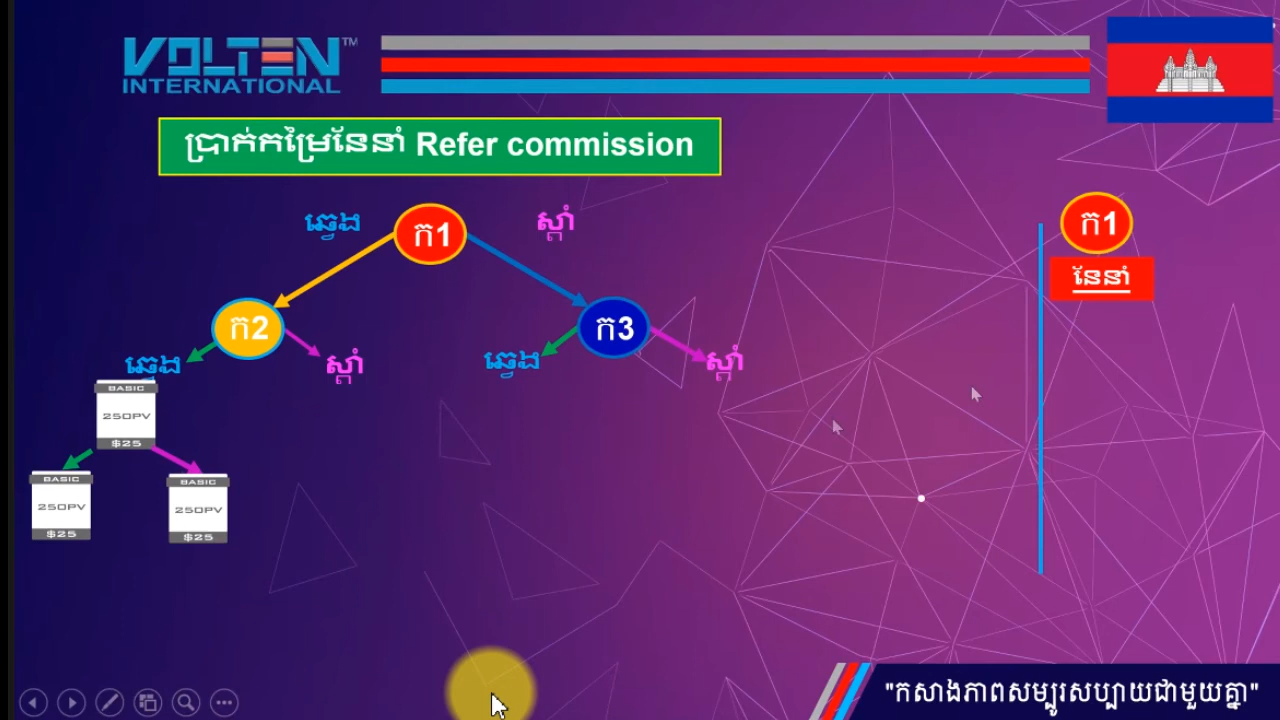 VOLTEN™
INTERNATIONAL
ប្រាក់កម្រៃនែនាំ Refer commission
ឆ្វេង
ក1
ស្តាំ
ក1
នែនាំ
ក2
ក3
ឆ្វេង
ស្តាំ
ឆ្វេង
ស្តាំ
BASIC
250PV
$25
BASIC
250PV
$25
BASIC
250PV
$25
"កសាងភាពសម្បូរសប្បាយជាមួយគ្នា"